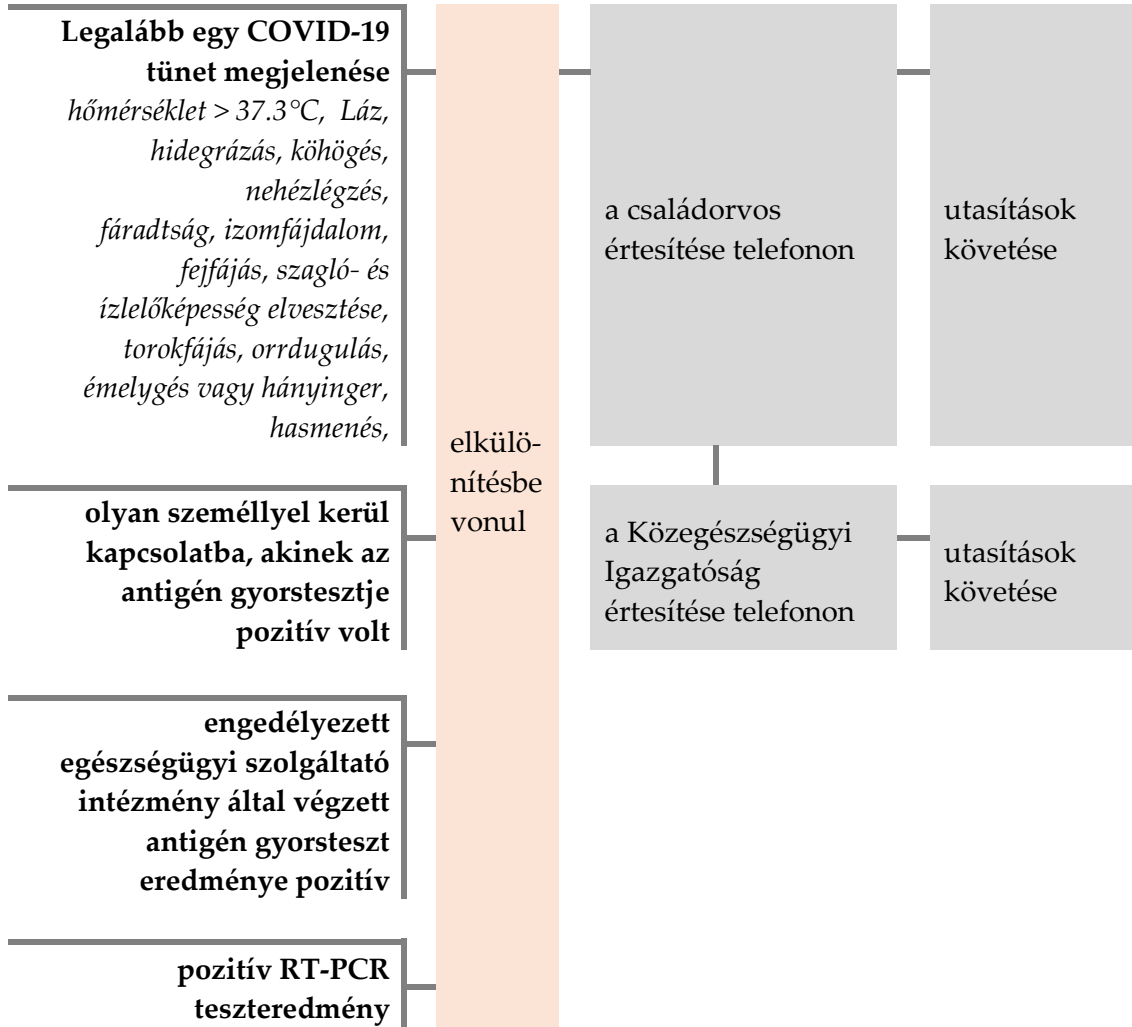 Legalább egy COVID-19
tünet megjelenése
hőmérséklet > 37.3°C, Láz,
hidegrázás, köhögés,
nehézlégzés,
fáradtság, izomfájdalom,
fejfájás, szagló- és
ízlelőképesség elvesztése,
torokfájás, orrdugulás,
émelygés vagy hányinger,
hasmenés,
olyan személlyel kerül
kapcsolatba, akinek az
antigén gyorstesztje
pozitív volt
engedélyezett
egészségügyi szolgáltató
intézmény által végzett
antigén gyorsteszt
eredménye pozitív
pozitív RT-PCR
teszteredmény
elkülö-
nítésbe
vonul
a családorvos
értesítése telefonon
utasítások
követése
a Közegészségügyi
Igazgatóság
értesítése telefonon
utasítások
követése